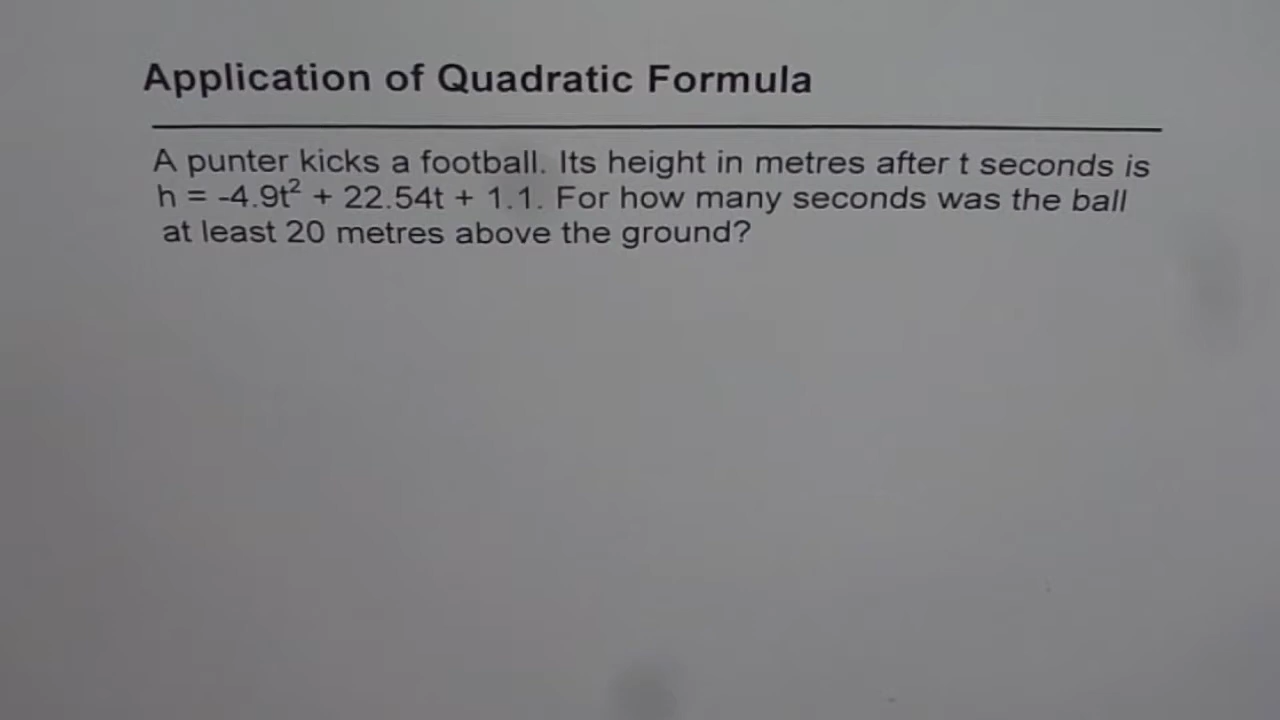 Application of Quadratic Formula
A punter kicks a football. Its height in metres after t seconds is
h = -4.9t² + 22.54t + 1.1. For how many seconds was the ball
at least 20 metres above the ground?